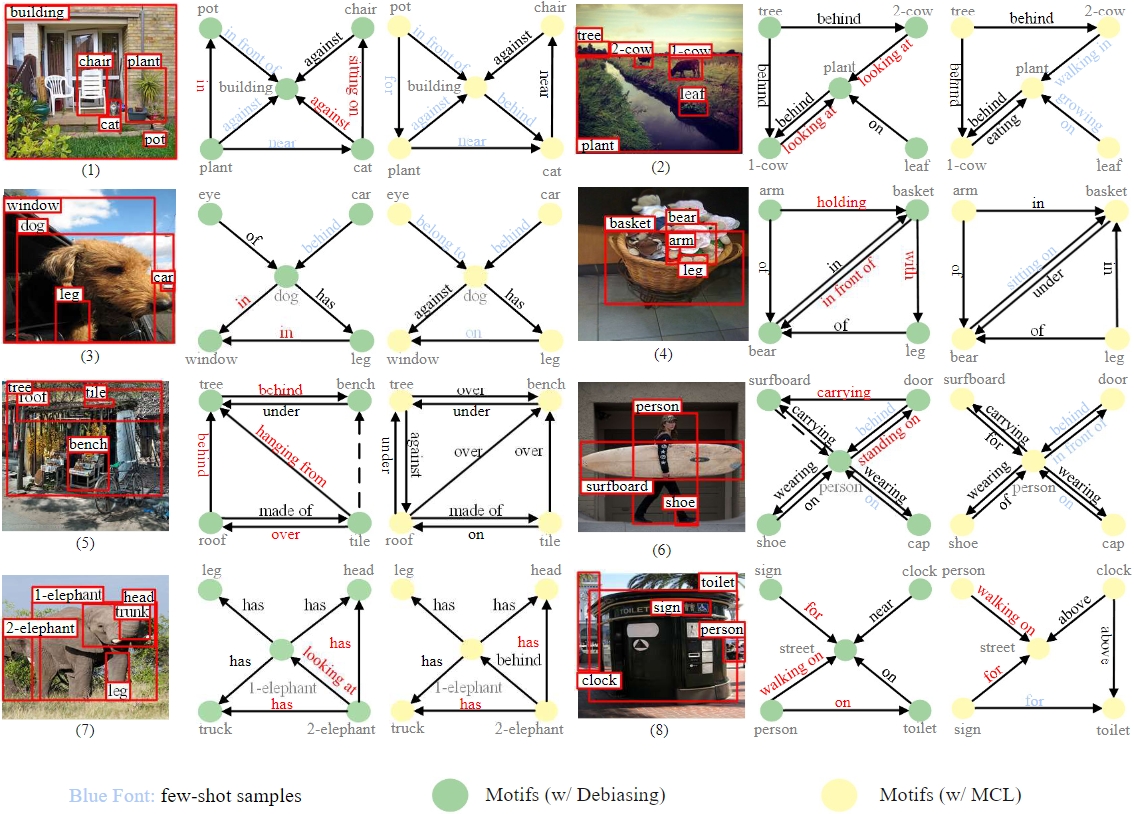 building
chair
plant
cat
pot
(1)
pot
chair
in front of
against
in
building
sitting on
against
against
near
plant
cat
pot
chair
in front of
against
for
building
near
against
behind
near
plant
cat
tree
2-cow
1-cow
leaf
plant
(2)
tree
2-cow
behind
behind
plant
looking at
behind
looking at
on
1-cow
leaf
tree
2-cow
behind
behind
plant
walking in
behind
eating
growing
on
1-cow
leaf
window
dog
leg
car
(3)
eye
car
of
behind
dog
in
has
in
window
leg
eye
car
belong to
behind
dog
against
has
on
window
leg
bear
basket
arm
leg
(4)
arm
basket
holding
of
in
in front of
with
of
bear
leg
arm
basket
in
of
sitting on
under
in
of
bear
leg
tree
roof
tile
bench
(5)
tree
bench
behind
under
behind
hanging from
made of
over
roof
tile
tree
bench
over
under
under
against
over
over
made of
on
roof
tile
person
surfboard
shoe
(6)
surfboard
door
carrying
carrying
behind
standing on
person
wearing
on
wearing
on
shoe
cap
surfboard
door
carrying
for
behind
in front of
person
wearing
of
wearing
on
shoe
cap
1-elephant
head
trunk
2-elephant
leg
(7)
leg
head
has
has
has
has
looking at
1-elephant
has
truck
2-elephant
leg
head
has
has
has
has
behind
1-elephant
has
truck
2-elephant
toilet
TOILET
sign
person
clock
(8)
sign
clock
for
near
street
walking on
on
on
person
toilet
person
clock
walking on
above
street
above
for
for
sign
toilet
Blue Font: few-shot samples
Motifs (w/ Debiasing)
Motifs (w/ MCL)